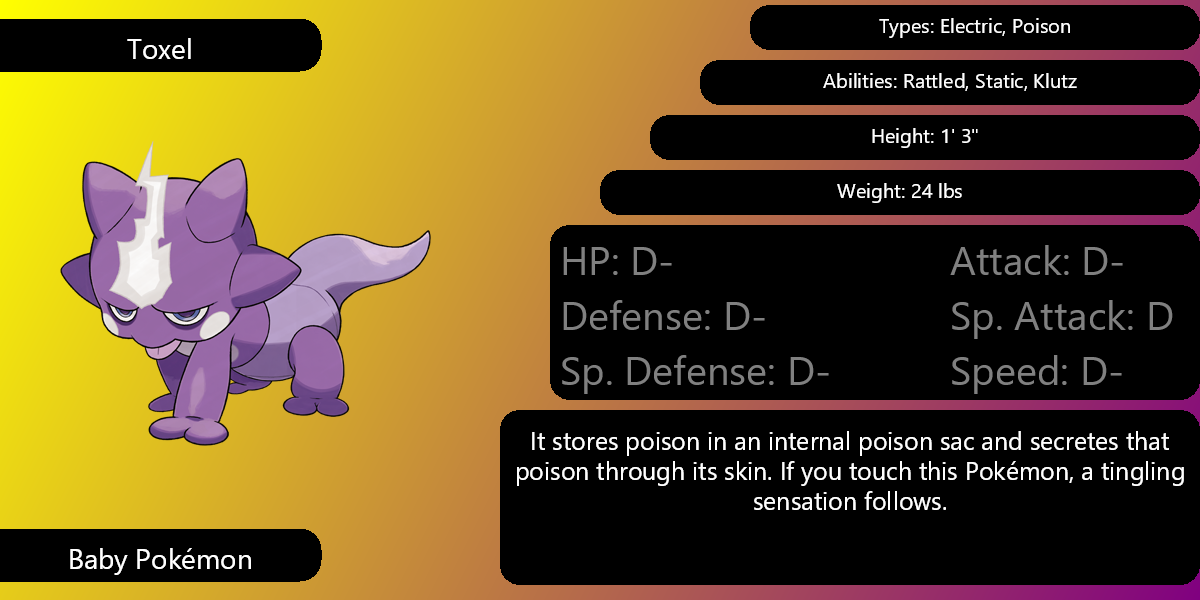 Toxel
Types: Electric, Poison
Abilities: Rattled, Static, Klutz
Height: 1' 3"
Weight: 24 lbs
HP: D-
Attack: D-
Defense: D-
Sp. Attack: D
Sp. Defense: D-
Speed: D-
It stores poison in an internal poison sac and secretes that
poison through its skin. If you touch this Pokémon, a tingling
sensation follows.
Baby Pokémon